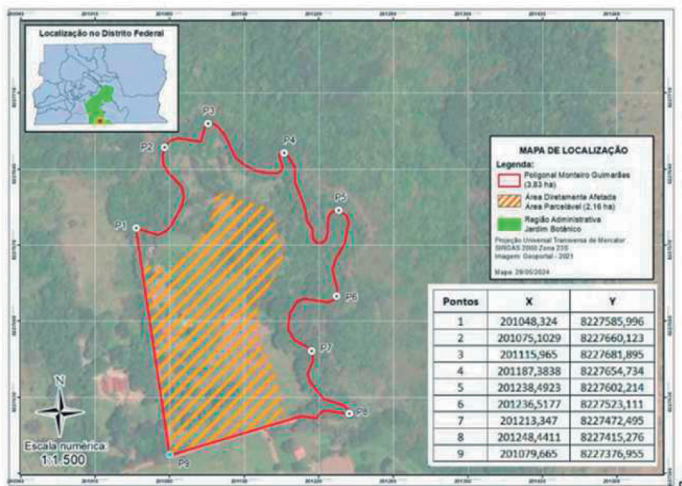 Localização no Distrito Federal
P1
P2
P3
P4
P5
P6
P7
P8
P9
N
Escala numérica:
1:1.500
MAPA DE LOCALIZAÇÃO
Legenda:
Poligonal Monteiro Guimarães
(3,83 ha)
Área Diretamente Afetada
Área Parcelável (2,16 ha)
Região Administrativa
Jardim Botânico
Projeção Universal Transversa de Mercator
SIRGAS 2000 Zona 23S
Imagem: Geoportal - 2021
Mapa: 29/05/2024
Pontos X Y
1 201048,324 8227585,996
2 201075,1029 8227660,123
3 201115,965 8227681,895
4 201187,3838 8227654,734
5 201238,4923 8227602,214
6 201236,5177 8227523,111
7 201213,347 8227472,495
8 201248,4411 8227415,276
9 201079,665 8227376,955